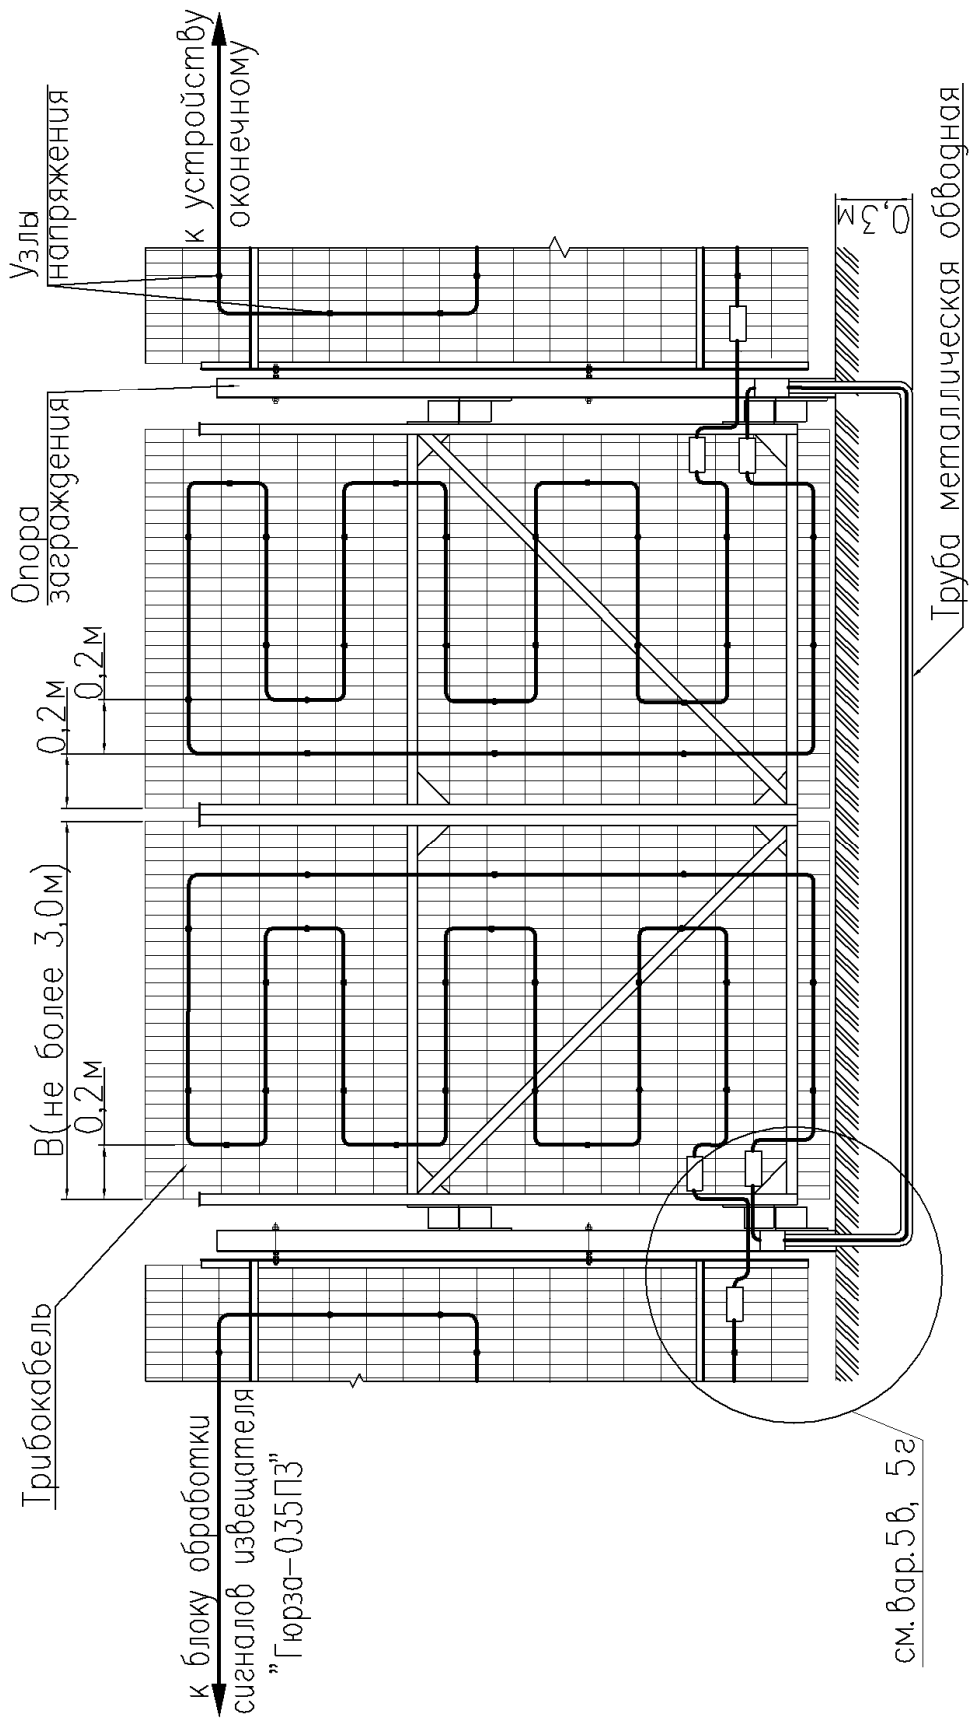 Трибокабель
В(не более 3,0м)
0,2м
0,2м
0,2м
Опора
заграждения
Узлы
напряжения
к блоку обработки
сигналов извещателя
"Гюрза-035ПЗ"
к устройству
оконечному
0,3м
см. вар.5в, 5г
Труба металлическая обводная